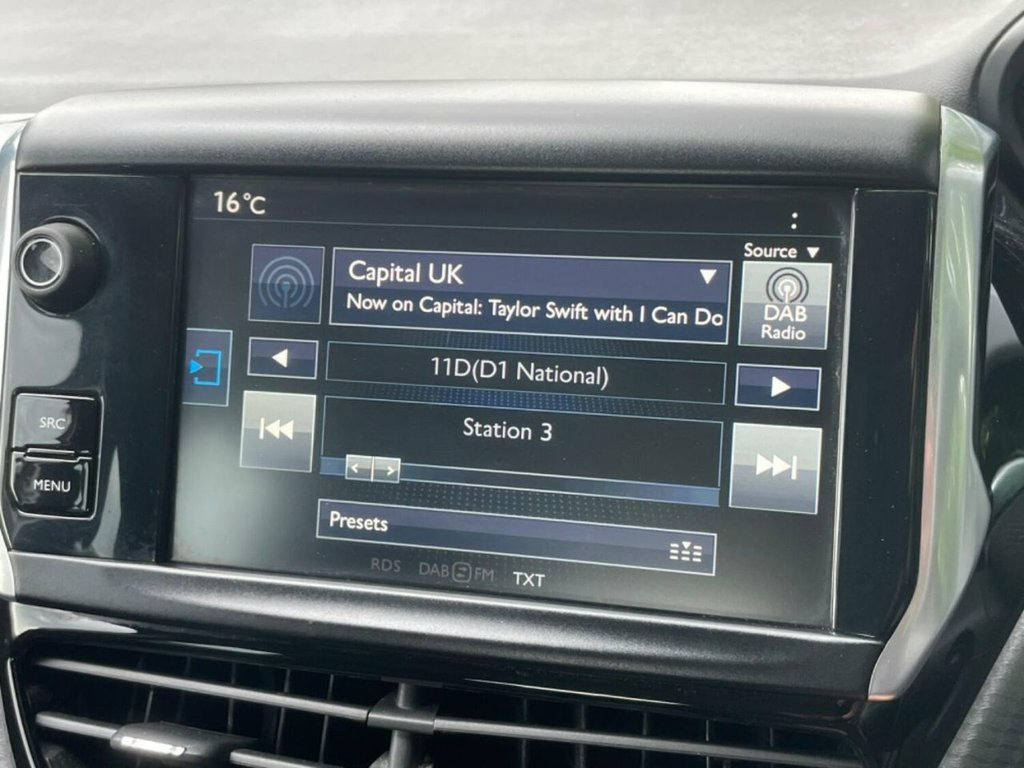 16°C
Source
Capital UK
Now on Capital: Taylor Swift with I Can Do
DAB
Radio
11D(D1 National)
SRC
Station 3
MENU
Presets
RDS DAB FM TXT